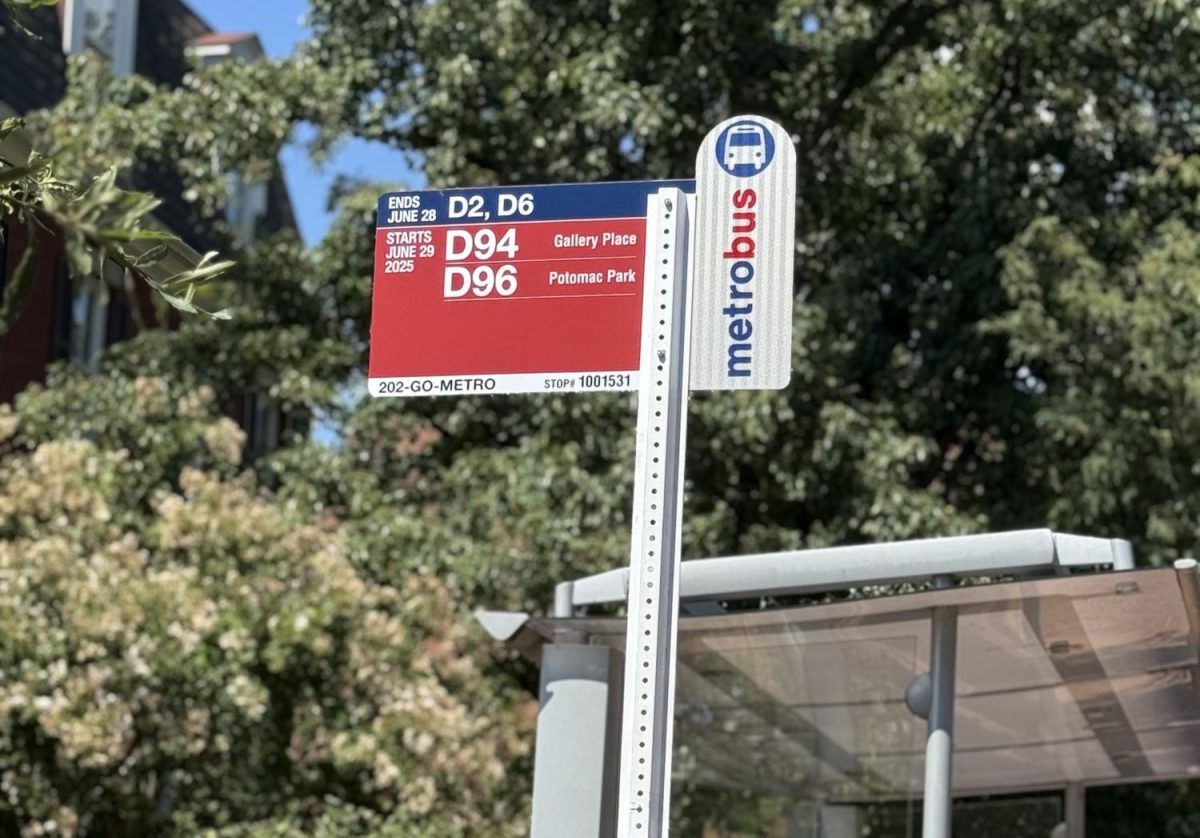 ENDS
JUNE 28
D2, D6
STARTS
JUNE 29
2025
D94 Gallery Place
D96 Potomac Park
202-GO-METRO STOP# 1001531
metrobus